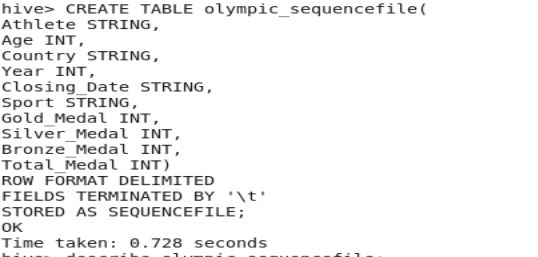 hive> CREATE TABLE olympic_sequencefile(
Athlete STRING,
Age INT,
Country STRING,
Year INT,
Closing_Date STRING,
Sport STRING,
Gold_Medal INT,
Silver_Medal INT,
Bronze_Medal INT,
Total_Medal INT)
ROW FORMAT DELIMITED
FIELDS TERMINATED BY '\t'
STORED AS SEQUENCEFILE;
OK
Time taken: 0.728 seconds
hive> describe olympic_sequencefile;